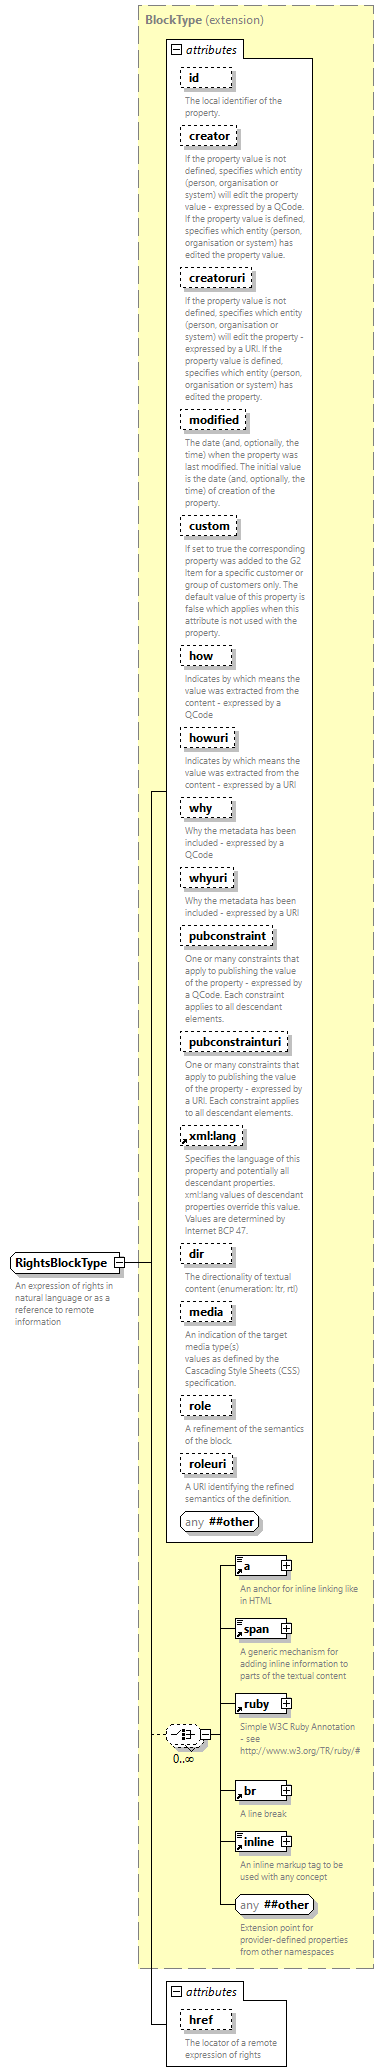 BlockType (extension)
attributes
id
The local identifier of the
property.
creator
If the property value is not
defined, specifies which entity
(person, organisation or
system) will edit the property
value - expressed by a QCode.
If the property value is defined,
specifies which entity (person,
organisation or system) has
edited the property value.
creatoruri
If the property value is not
defined, specifies which entity
(person, organisation or
system) will edit the property -
expressed by a URI. If the
property value is defined,
specifies which entity (person,
organisation or system) has
edited the property.
modified
The date (and, optionally, the
time) when the property was
last modified. The initial value
is the date (and, optionally, the
time) of creation of the
property.
custom
If set to true the corresponding
property was added to the G2
Item for a specific customer or
group of customers only. The
default value of this property is
false which applies when this
attribute is not used with the
property.
how
Indicates by which means the
value was extracted from the
content - expressed by a
QCode
howuri
Indicates by which means the
value was extracted from the
content - expressed by a URI
why
Why the metadata has been
included - expressed by a
QCode
whyuri
Why the metadata has been
included - expressed by a URI
pubconstraint
One or many constraints that
apply to publishing the value
of the property - expressed by
a QCode. Each constraint
applies to all descendant
elements.
pubconstrainturi
One or many constraints that
apply to publishing the value
of the property - expressed by
a URI. Each constraint applies
to all descendant elements.
xml:lang
Specifies the language of this
property and potentially all
descendant properties.
xml:lang values of descendant
properties override this value.
Values are determined by
Internet BCP 47.
dir
The directionality of textual
content (enumeration: ltr, rtl)
RightsBlockType
An expression of rights in
natural language or as a
reference to remote
information
media
An indication of the target
media type(s)
values as defined by the
Cascading Style Sheets (CSS)
specification.
role
A refinement of the semantics
of the block.
roleuri
A URI identifying the refined
semantics of the definition.
any ##other
a
An anchor for inline linking like
in HTML
span
A generic mechanism for
adding inline information to
parts of the textual content
ruby
Simple W3C Ruby Annotation
- see
http://www.w3.org/TR/ruby/#
0..∞
br
A line break
inline
An inline markup tag to be
used with any concept
any ##other
Extension point for
provider-defined properties
from other namespaces
attributes
href
The locator of a remote
expression of rights